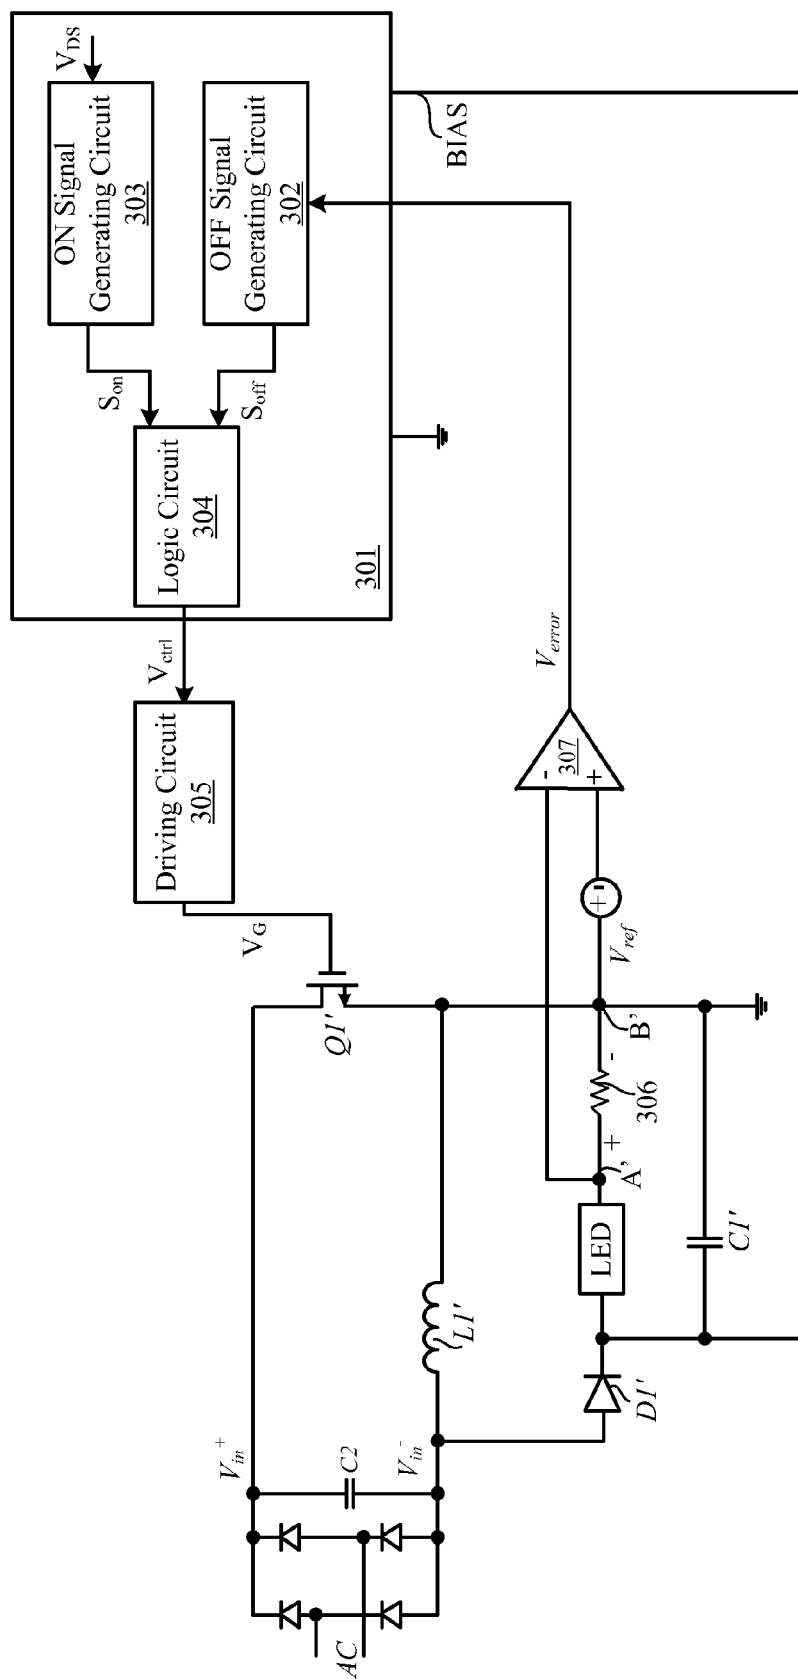 V_DS
ON Signal
Generating Circuit
303
OFF Signal
Generating Circuit
302
S_on
S_off
Logic Circuit
304
301
BIAS
V_ctrl
Driving Circuit
305
V_G
Q1'
V_error
307
-
+
+
-
V_ref
B'
-
306
+
A'
LED
C1'
L1'
D1'
V_in^+
C2
V_in^-
AC